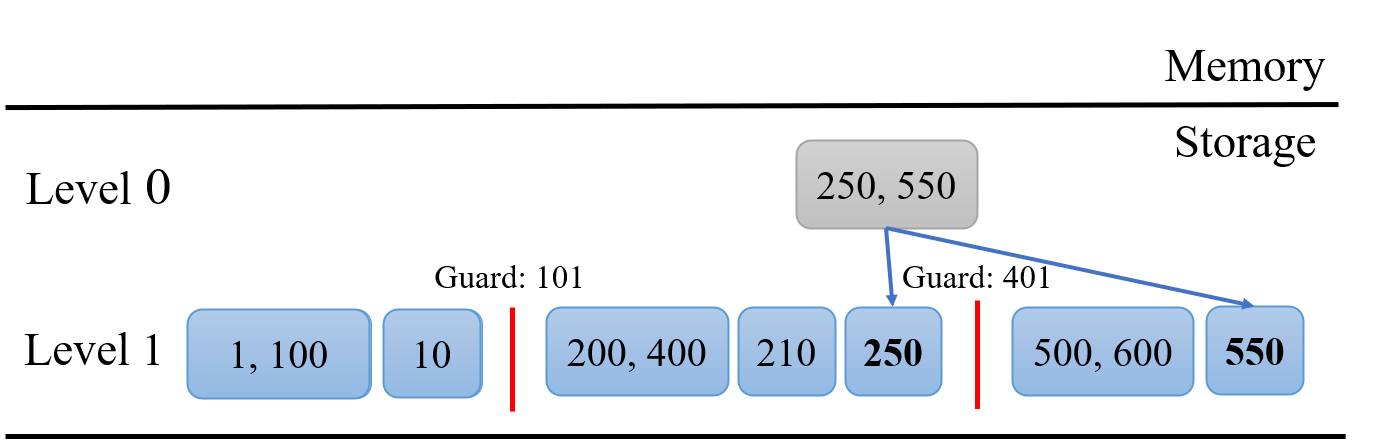 Memory
Storage
Level 0
250, 550
Guard: 101
Guard: 401
Level 1
1, 100
10
200, 400
210
250
500, 600
550